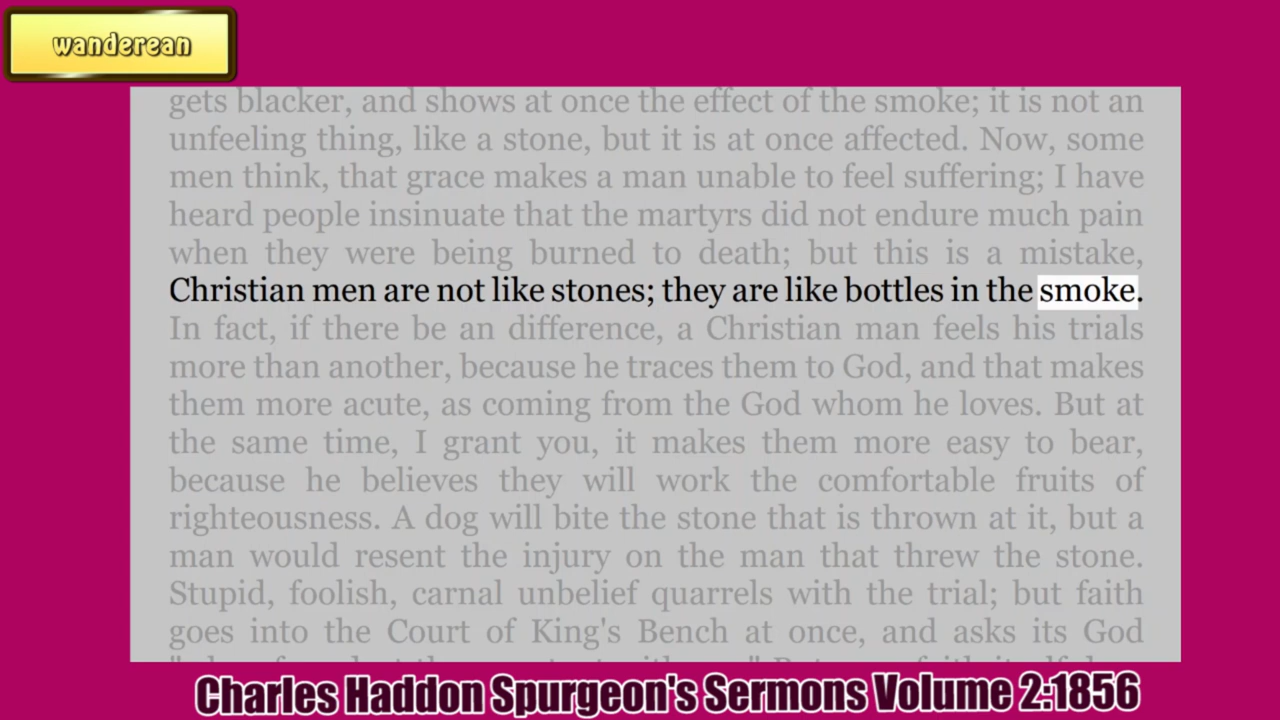 wanderean
gets blacker, and shows at once the effect of the smoke; it is not an
unfeeling thing, like a stone, but it is at once affected. Now, some
men think, that grace makes a man unable to feel suffering; I have
heard people insinuate that the martyrs did not endure much pain
when they were being burned to death; but this is a mistake,
Christian men are not like stones; they are like bottles in the smoke.
In fact, if there be an difference, a Christian man feels his trials
more than another, because he traces them to God, and that makes
them more acute, as coming from the God whom he loves. But at
the same time, I grant you, it makes them more easy to bear,
because he believes they will work the comfortable fruits of
righteousness. A dog will bite the stone that is thrown at it, but a
man would resent the injury on the man that threw the stone.
Stupid, foolish, carnal unbelief quarrels with the trial; but faith
goes into the Court of King's Bench at once, and asks its God
Charles Haddon Spurgeon's Sermons Volume 2:1856